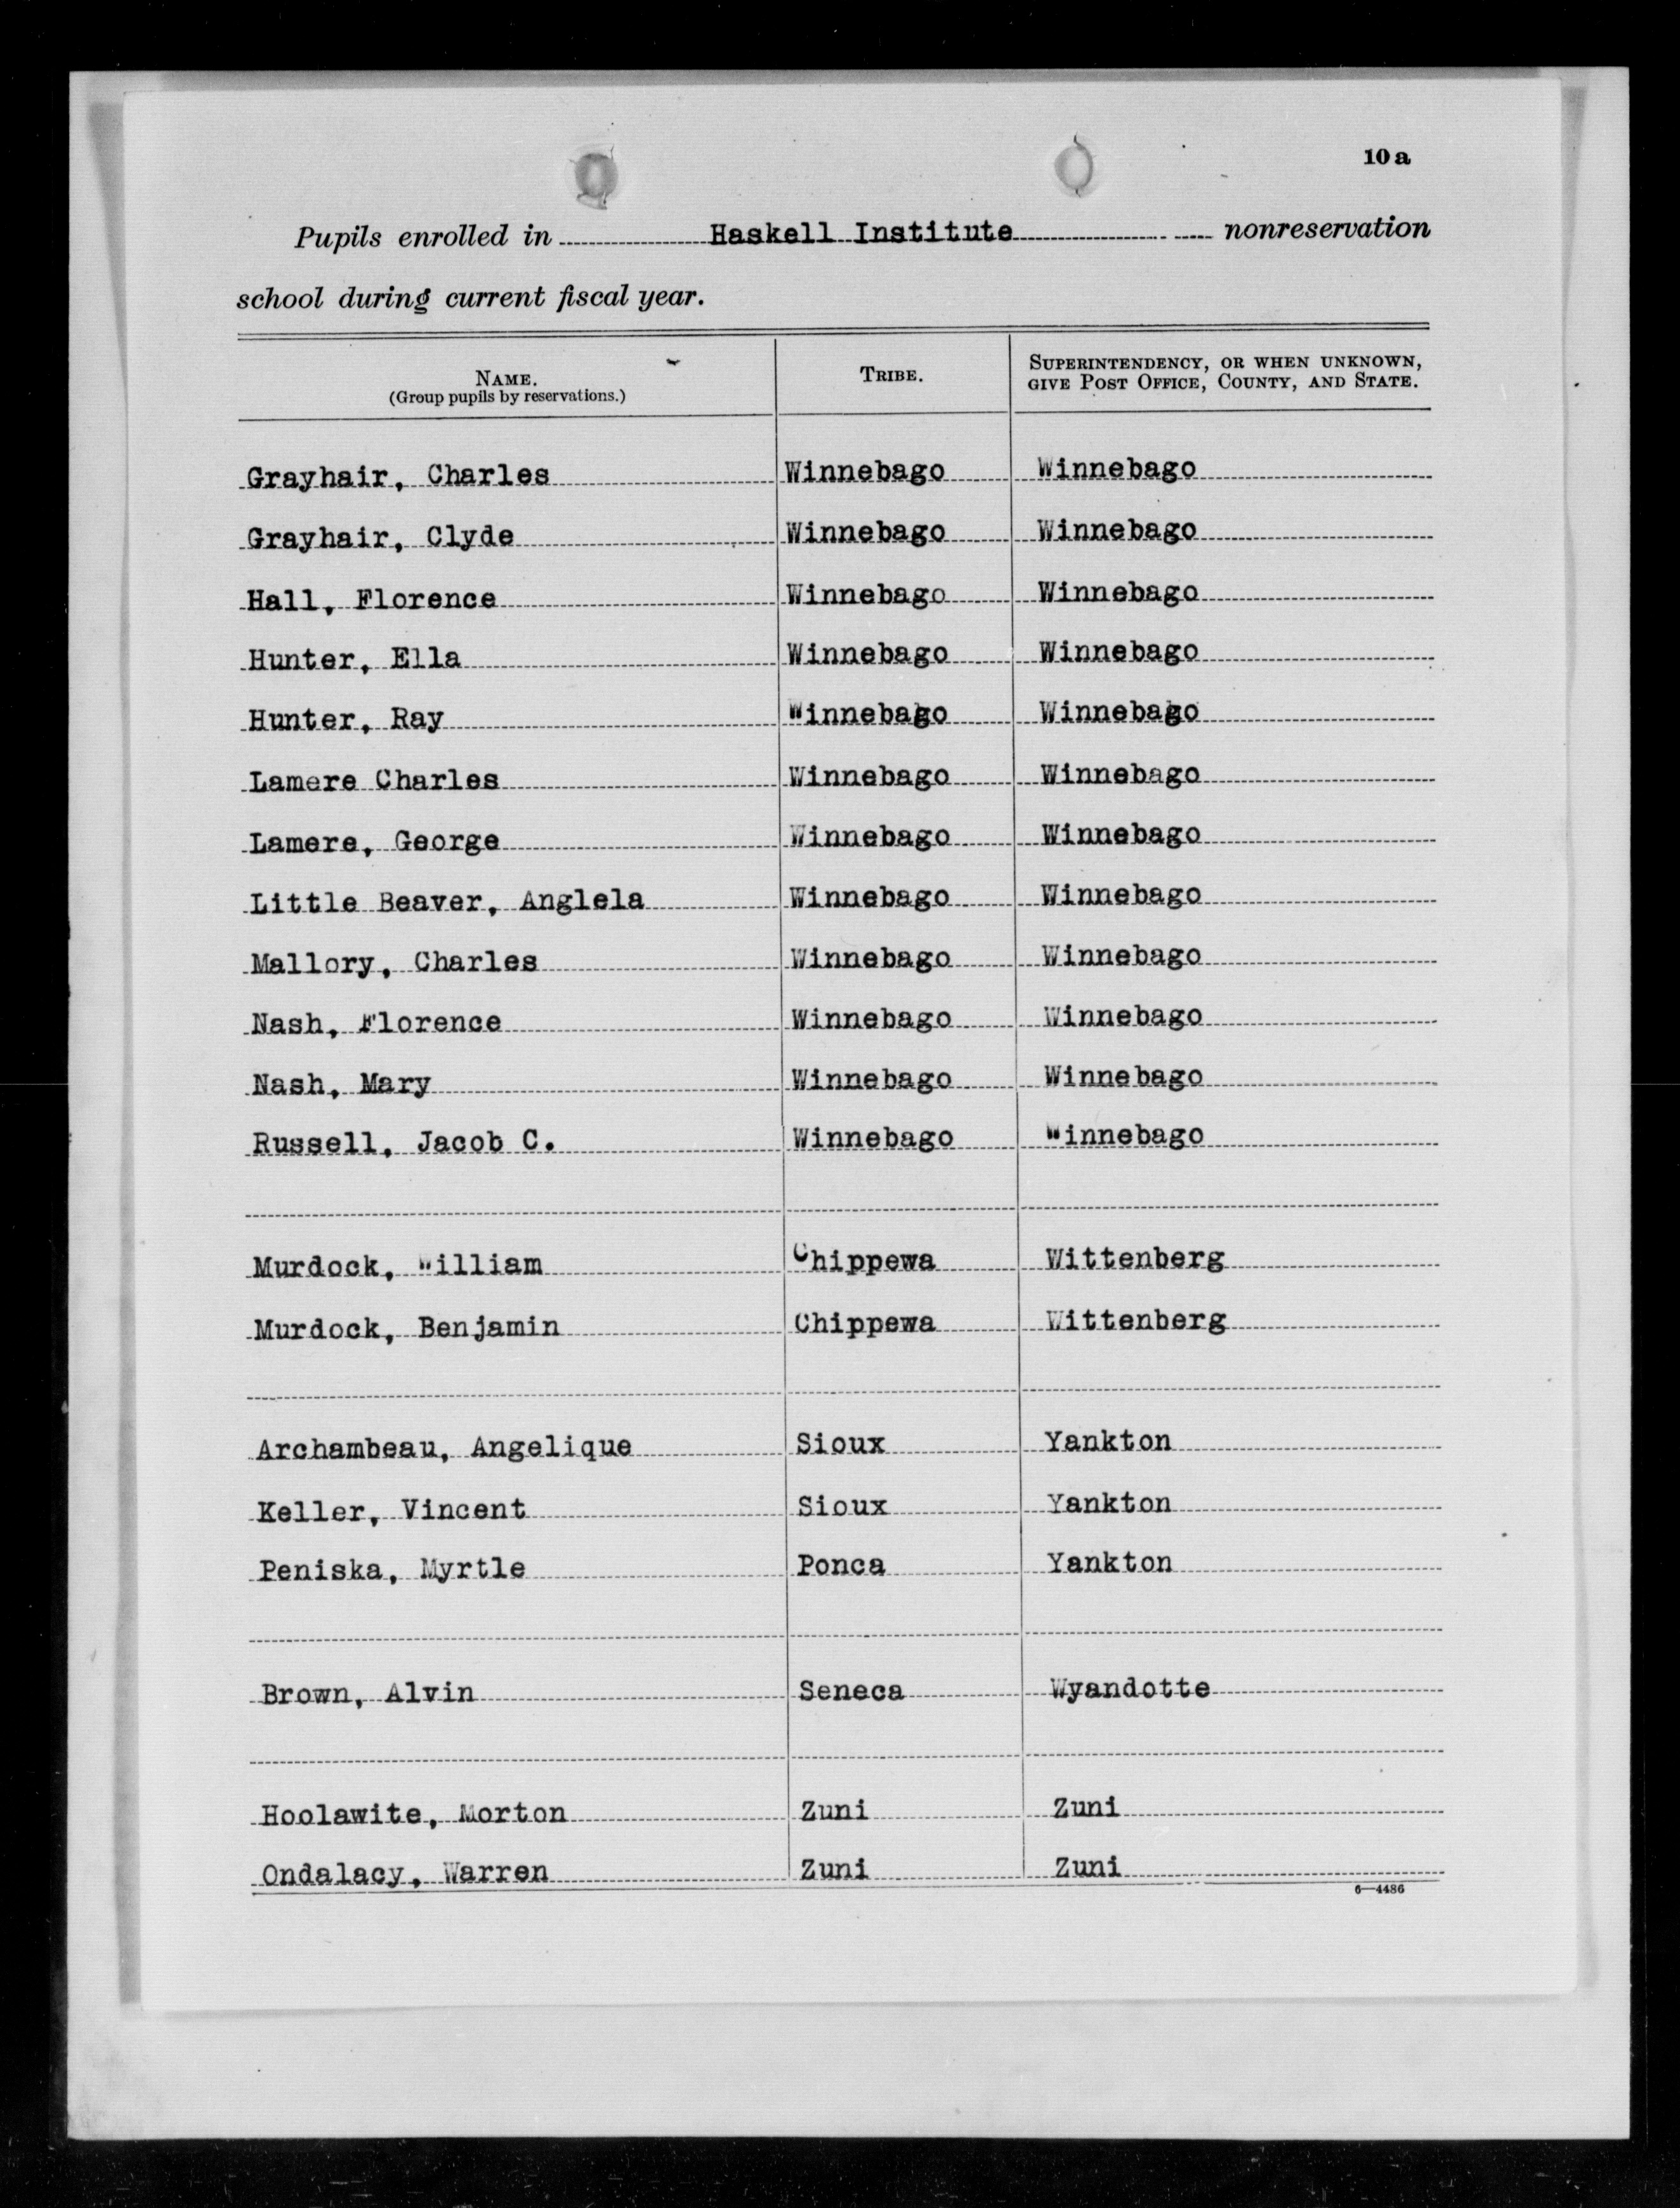 10 a
Pupils enrolled in Haskell Institute nonreservation
school during current fiscal year.
NAME. TRIBE. SUPERINTENDENCY, OR WHEN UNKNOWN,
(Group pupils by reservations.) GIVE POST OFFICE, COUNTY, AND STATE.
Grayhair, Charles Winnebago Winnebago
Grayhair, Clyde Winnebago Winnebago
Hall, Florence Winnebago Winnebago
Hunter, Ella Winnebago Winnebago
Hunter, Ray Winnebago Winnebago
Lamere Charles Winnebago Winnebago
Lamere, George Winnebago Winnebago
Little Beaver, Anglela Winnebago Winnebago
Mallory, Charles Winnebago Winnebago
Nash, Florence Winnebago Winnebago
Nash, Mary Winnebago Winnebago
Russell, Jacob C. Winnebago Winnebago
Murdock, William Chippewa Wittenberg
Murdock, Benjamin Chippewa Wittenberg
Archambeau, Angelique Sioux Yankton
Keller, Vincent Sioux Yankton
Peniska, Myrtle Ponca Yankton
Brown, Alvin Seneca Wyandotte
Hoolawite, Morton Zuni Zuni
Ondalacy, Warren Zuni Zuni
6—4486